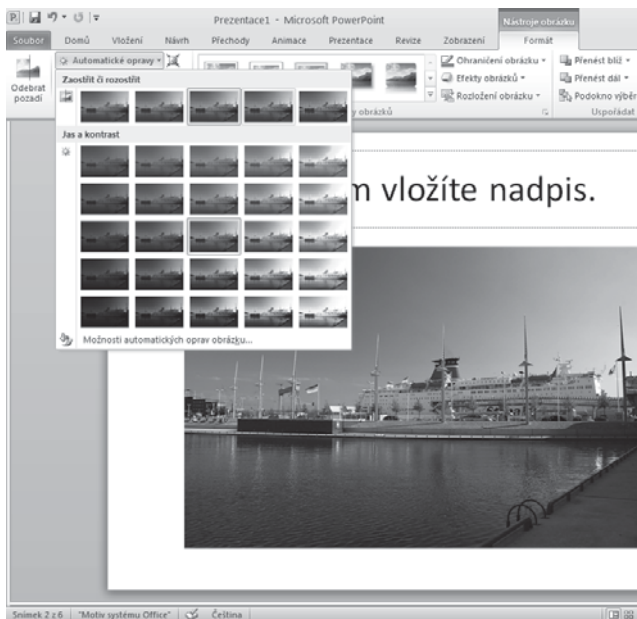 Prezentace1 - Microsoft PowerPoint
Nástroje obrázku
Soubor Domů Vložení Návrh Přechody Animace Prezentace Revize Zobrazení Formát
Odebrat pozadí
Automatické opravy
Ohraničení obrázku
Efekty obrázků
Rozložení obrázku
y obrázků
Přenést blíž
Přenést dál
Podokno výběr
Uspořádat
Zaostřit či rozostřit
Jas a kontrast
Možnosti automatických oprav obrázku...
m vložíte nadpis.
Snímek 2 z 6 "Motiv systému Office" Čeština